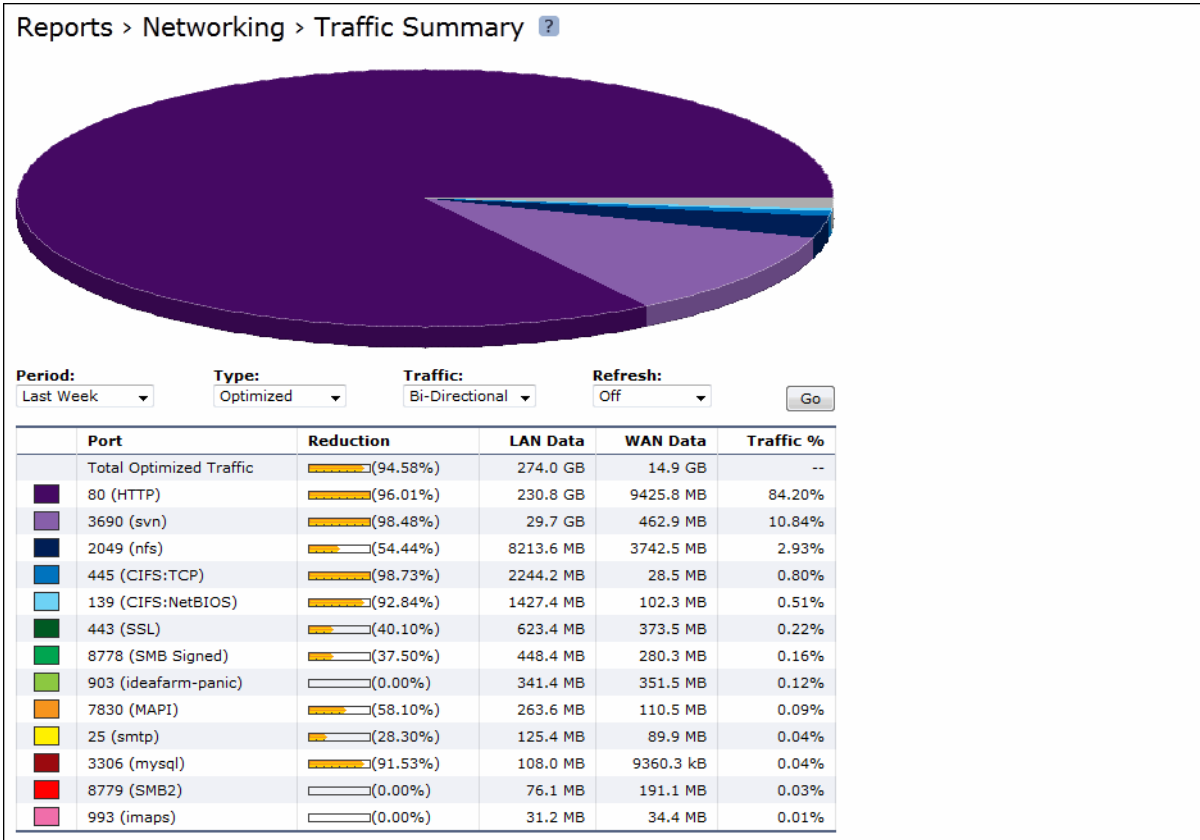 Reports › Networking › Traffic Summary ?
Period: Type: Traffic: Refresh:
Last Week Optimized Bi-Directional Off Go
Port Reduction LAN Data WAN Data Traffic %
Total Optimized Traffic (94.58%) 274.0 GB 14.9 GB --
80 (HTTP) (96.01%) 230.8 GB 9425.8 MB 84.20%
3690 (svn) (98.48%) 29.7 GB 462.9 MB 10.84%
2049 (nfs) (54.44%) 8213.6 MB 3742.5 MB 2.93%
445 (CIFS:TCP) (98.73%) 2244.2 MB 28.5 MB 0.80%
139 (CIFS:NetBIOS) (92.84%) 1427.4 MB 102.3 MB 0.51%
443 (SSL) (40.10%) 623.4 MB 373.5 MB 0.22%
8778 (SMB Signed) (37.50%) 448.4 MB 280.3 MB 0.16%
903 (ideafarm-panic) (0.00%) 341.4 MB 351.5 MB 0.12%
7830 (MAPI) (58.10%) 263.6 MB 110.5 MB 0.09%
25 (smtp) (28.30%) 125.4 MB 89.9 MB 0.04%
3306 (mysql) (91.53%) 108.0 MB 9360.3 kB 0.04%
8779 (SMB2) (0.00%) 76.1 MB 191.1 MB 0.03%
993 (imaps) (0.00%) 31.2 MB 34.4 MB 0.01%